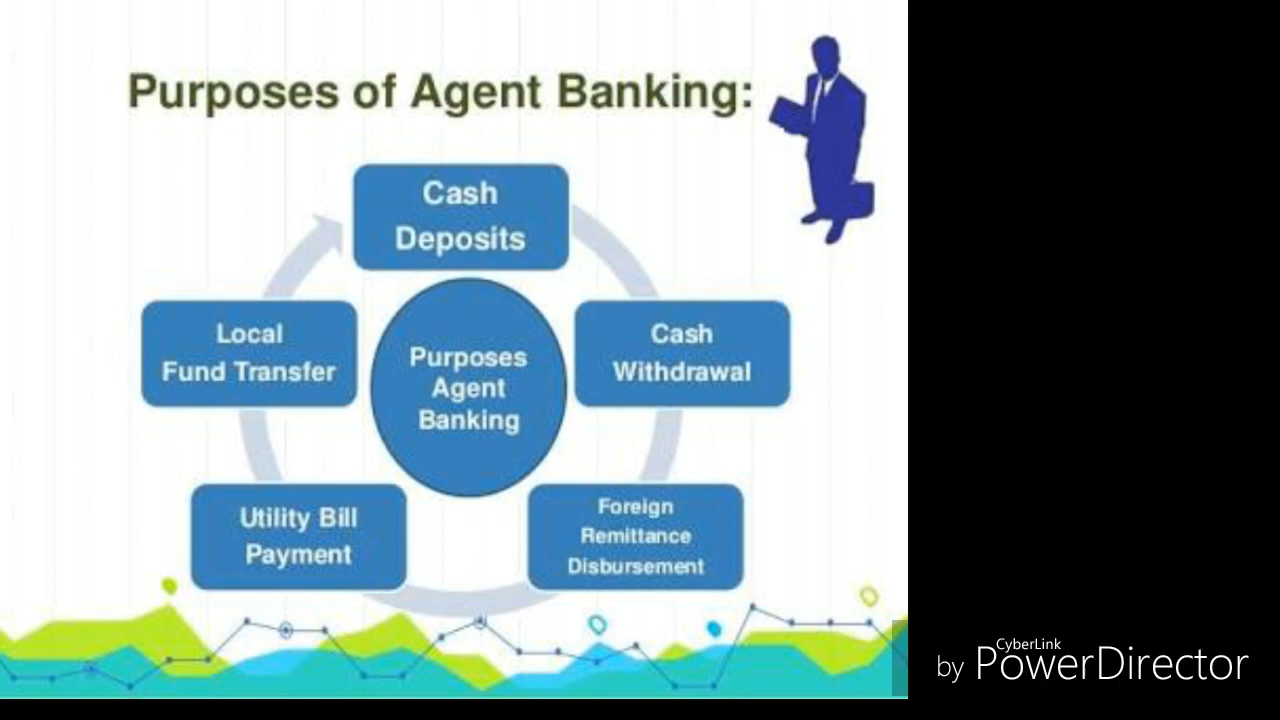 Purposes of Agent Banking:
Cash
Deposits
Cash
Withdrawal
Foreign
Remittance
Disbursement
Utility Bill
Payment
Local
Fund Transfer
Purposes
Agent
Banking
CyberLink
by PowerDirector